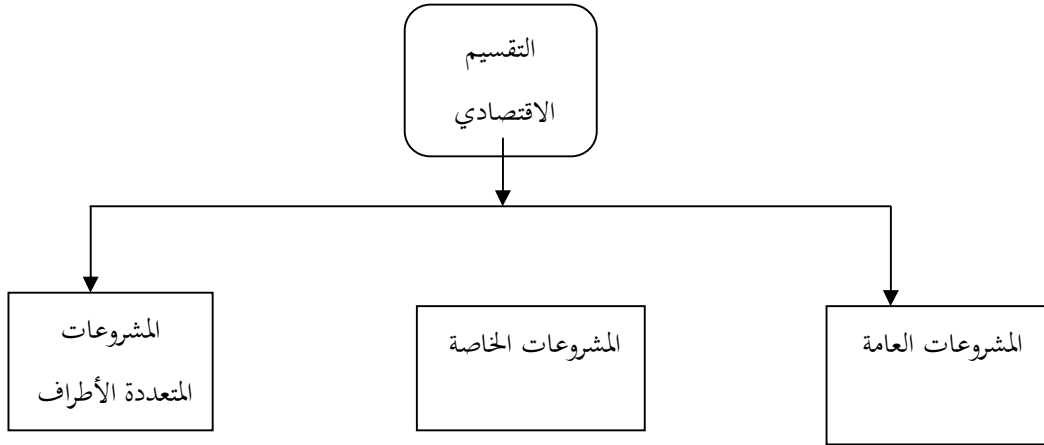 التقسيم
الاقتصادي
المشروعات العامة
المشروعات الخاصة
المشروعات
المتعددة الأطراف